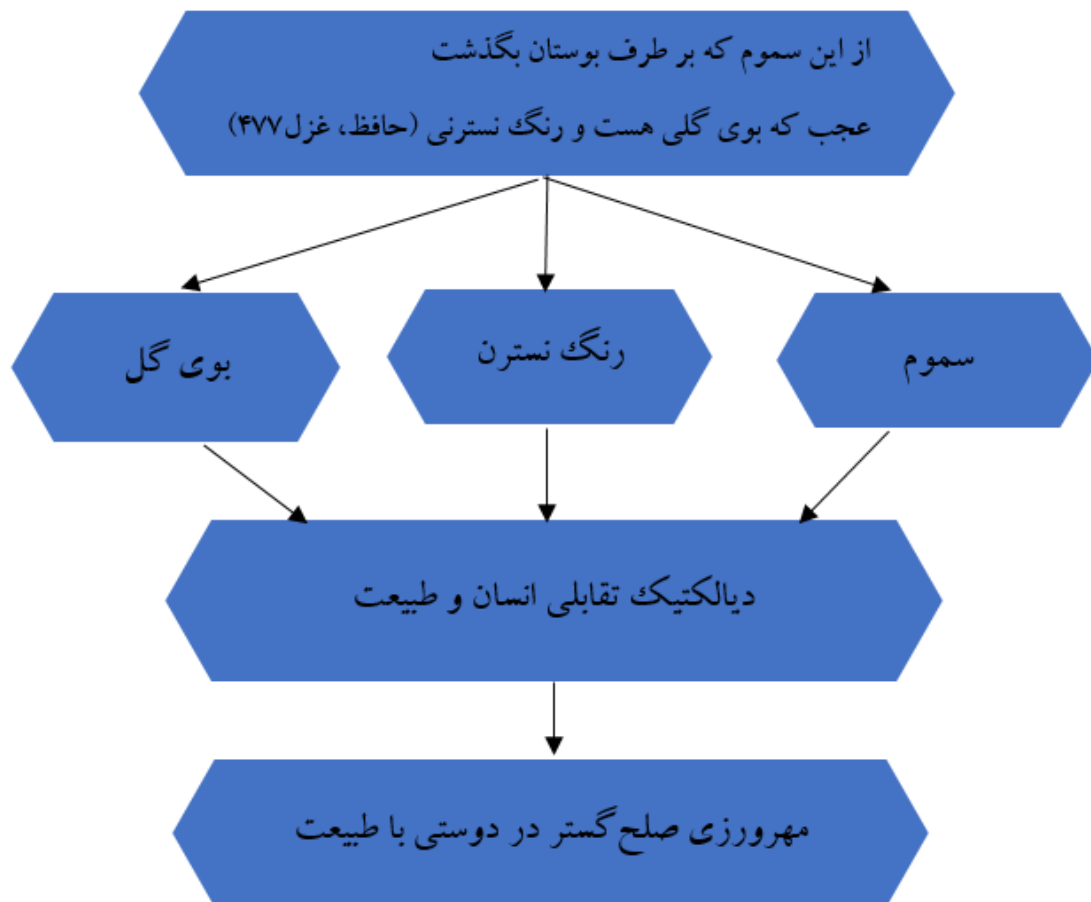 از این سموم که بر طرف بوستان بگذشت
عجب که بوی گلی هست و رنگ نسترنی (حافظ، غزل۴۷۷)
سموم
رنگ نسترن
بوی گل
دیالکتیک تقابلی انسان و طبیعت
مهرورزی صلح‌گستر در دوستی با طبیعت